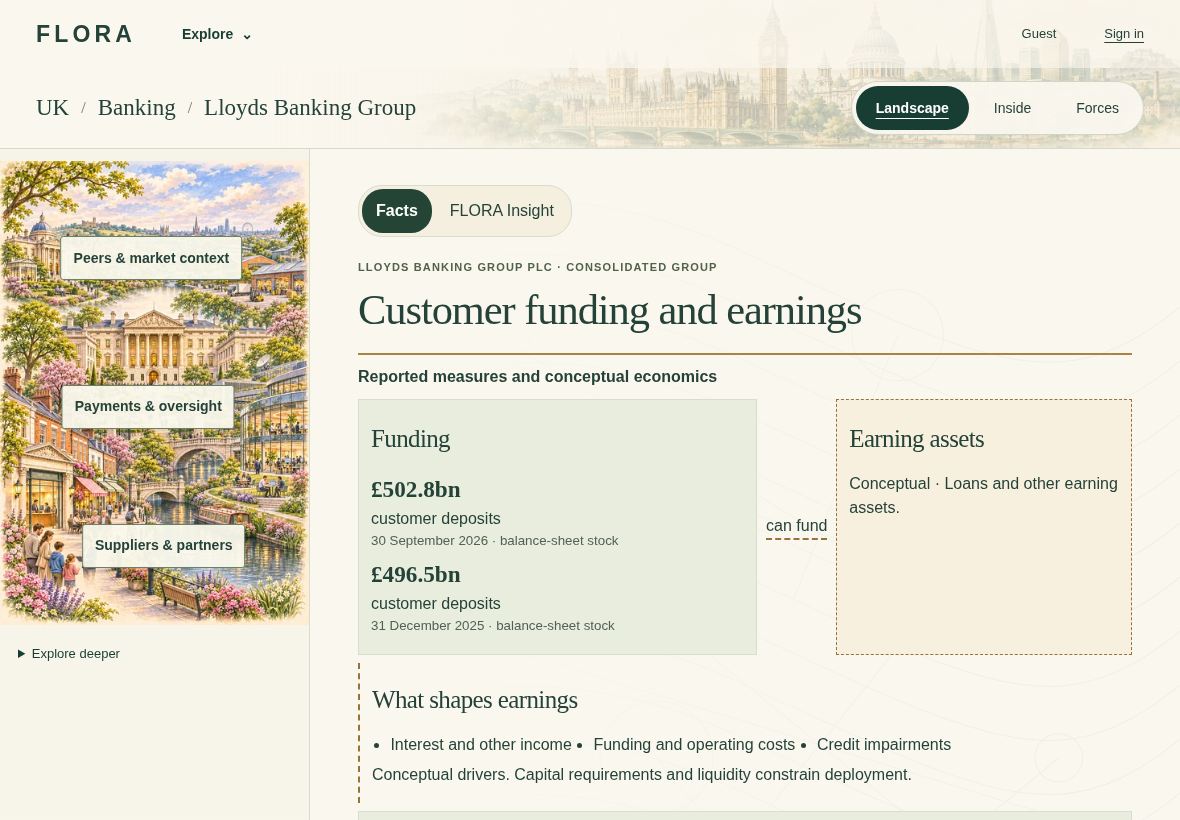 FLORA
Explore
Guest
Sign in
UK / Banking / Lloyds Banking Group
Landscape
Inside
Forces
Peers & market context
Payments & oversight
Suppliers & partners
Explore deeper
Facts
FLORA Insight
LLOYDS BANKING GROUP PLC · CONSOLIDATED GROUP
Customer funding and earnings
Reported measures and conceptual economics
Funding
£502.8bn
customer deposits
30 September 2026 · balance-sheet stock
£496.5bn
customer deposits
31 December 2025 · balance-sheet stock
can fund
Earning assets
Conceptual · Loans and other earning
assets.
What shapes earnings
• Interest and other income • Funding and operating costs • Credit impairments
Conceptual drivers. Capital requirements and liquidity constrain deployment.